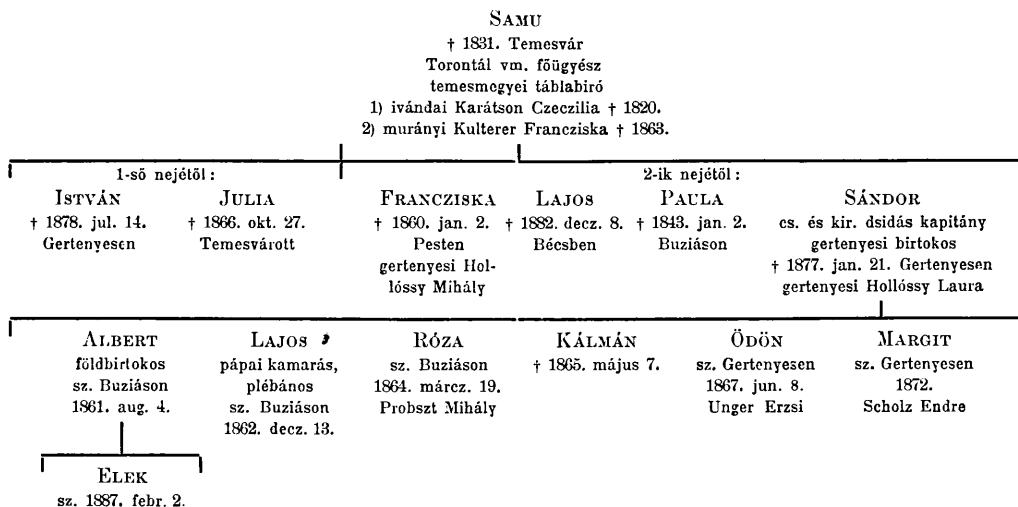 SAMU
† 1831. Temesvár
Torontál vm. főügyész
temesmegyei táblabiró
1) ivándai Karátson Czeczilia † 1820.
2) murányi Kulterer Francziska † 1863.
1-ső nejétől:
2-ik nejétől:
ISTVÁN
† 1878. jul. 14.
Gertenyesen
JULIA
† 1866. okt. 27.
Temesvárott
FRANCZISKA
† 1860. jan. 2.
Pesten
gertenyesi Hol-
lóssy Mihály
LAJOS
† 1882. decz. 8.
Bécsben
PAULA
† 1843. jan. 2.
Buziáson
SÁNDOR
cs. és kir. dsidás kapitány
gertenyesi birtokos
† 1877. jan. 21. Gertenyesen
gertenyesi Hollóssy Laura
ALBERT
földbirtokos
sz. Buziáson
1861. aug. 4.
LAJOS
pápai kamarás,
plébános
sz. Buziáson
1862. decz. 13.
RÓZA
sz. Buziáson
1864. márcz. 19.
Probszt Mihály
KÁLMÁN
† 1865. május 7.
ÖDÖN
sz. Gertenyesen
1867. jun. 8.
Unger Erzsi
MARGIT
sz. Gertenyesen
1872.
Scholz Endre
ELEK
sz. 1887. febr. 2.